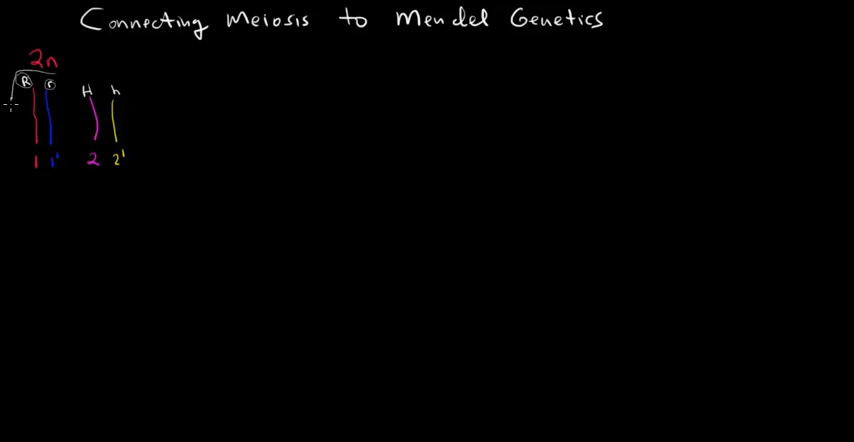 Connecting Meiosis to Mendel Genetics
2n
R r H h
1 1' 2 2'